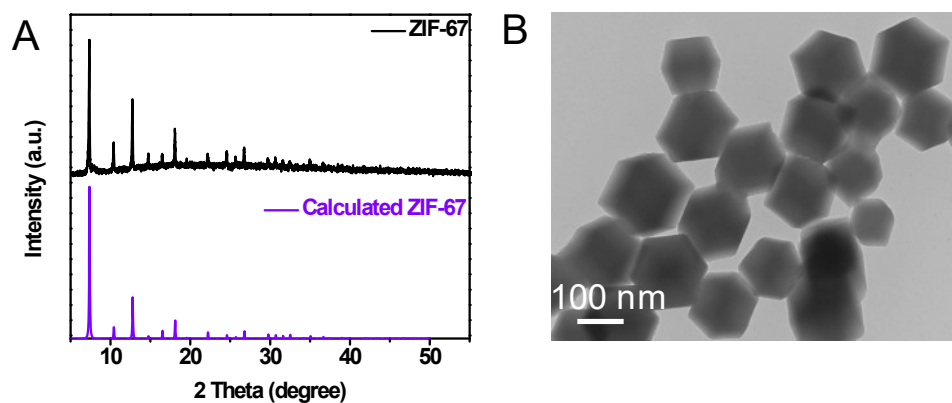 A
ZIF-67
Calculated ZIF-67
Intensity (a.u.)
10 20 30 40 50
2 Theta (degree)
B
100 nm